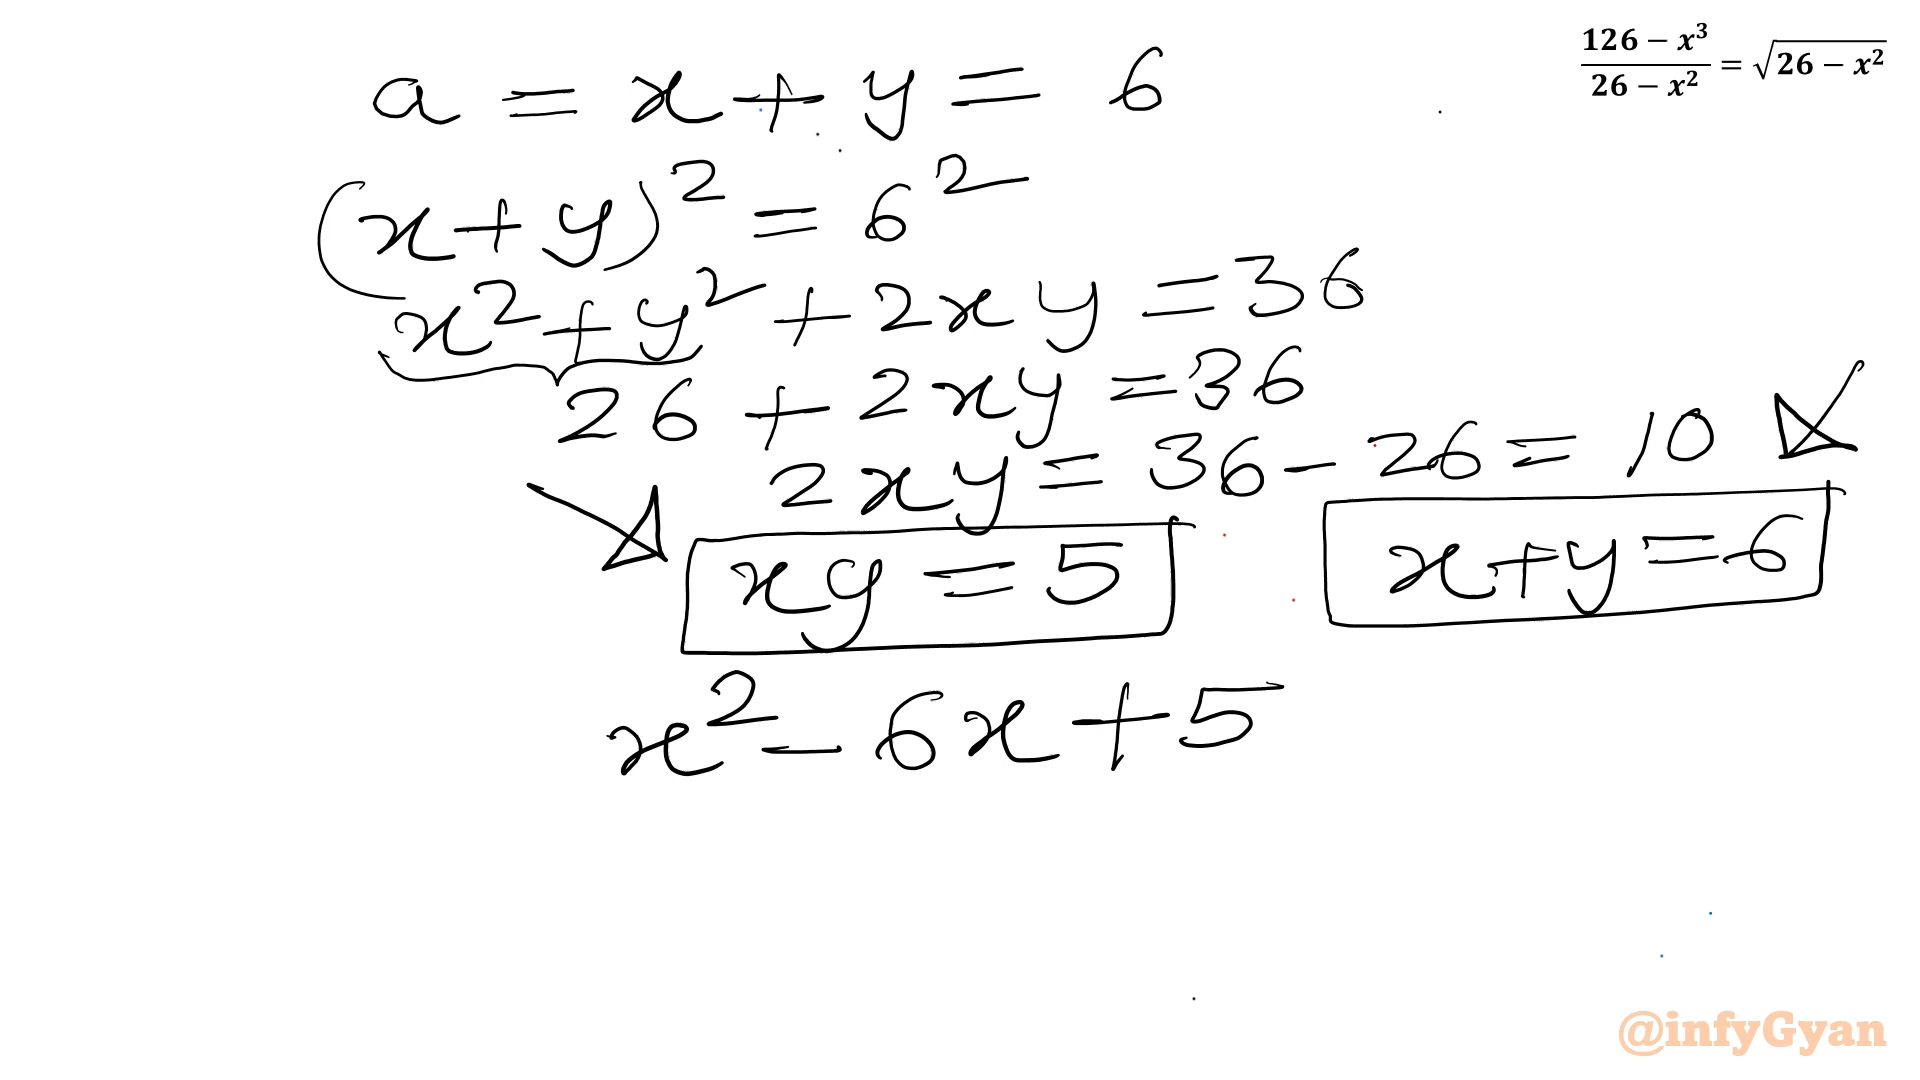 126 − x³ / 26 − x² = √26 − x²
a = x + y = 6
(x + y)² = 6²
x² + y² + 2xy = 36
26 + 2xy = 36
2xy = 36 − 26 = 10
xy = 5
x + y = 6
x² − 6x + 5
@infyGyan